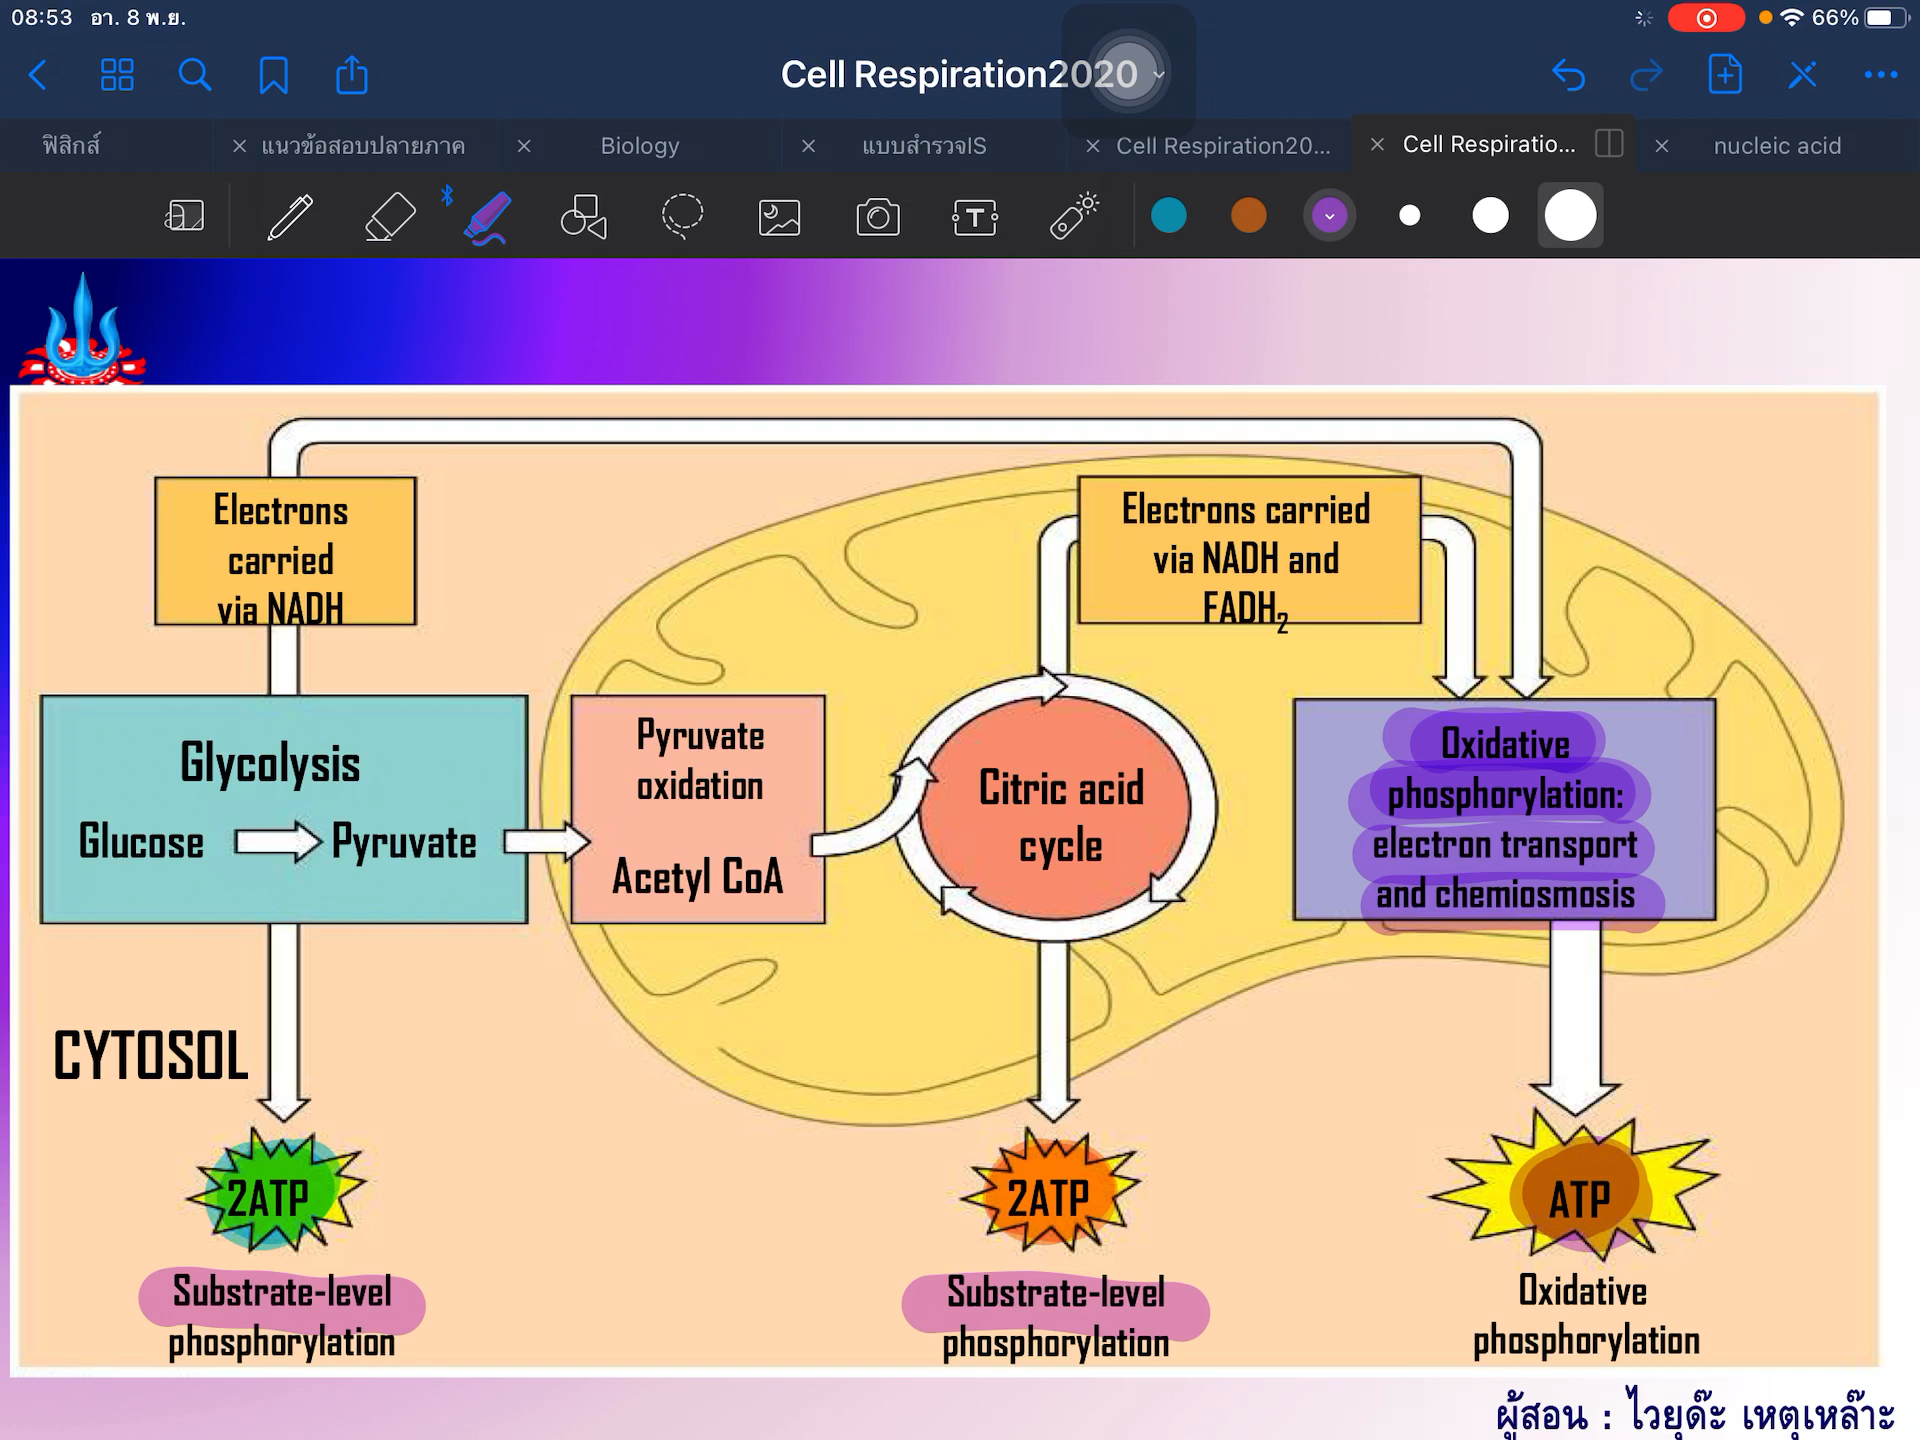 08:53 อา. 8 พ.ย.
66%
Cell Respiration2020
ฟิสิกส์
แนวข้อสอบปลายภาค
Biology
แบบสำรวจIS
Cell Respiration20...
Cell Respiratio...
nucleic acid
Electrons
carried
via NADH
Electrons carried
via NADH and
FADH₂
Glycolysis
Glucose
Pyruvate
Pyruvate
oxidation
Acetyl CoA
Citric acid
cycle
Oxidative
phosphorylation:
electron transport
and chemiosmosis
CYTOSOL
2ATP
2ATP
ATP
Substrate-level
phosphorylation
Substrate-level
phosphorylation
Oxidative
phosphorylation
ผู้สอน : ไวยุด๊ะ เหตุเหล๊าะ